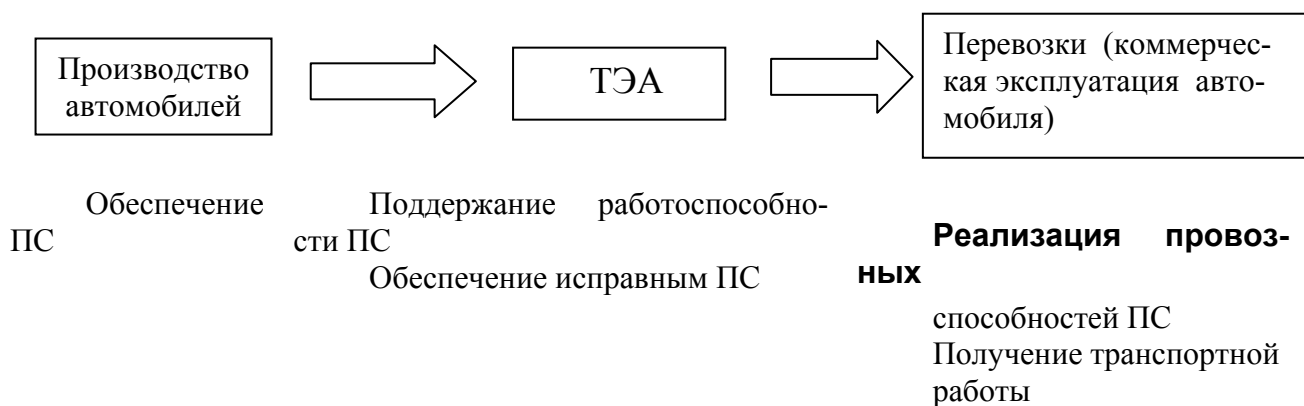 Производство
автомобилей
ТЭА
Перевозки (коммерчес-
кая эксплуатация авто-
мобиля)
Обеспечение
ПС
Поддержание работоспособно-
сти ПС
Обеспечение исправным ПС
Реализация провоз-
ных
способностей ПС
Получение транспортной
работы